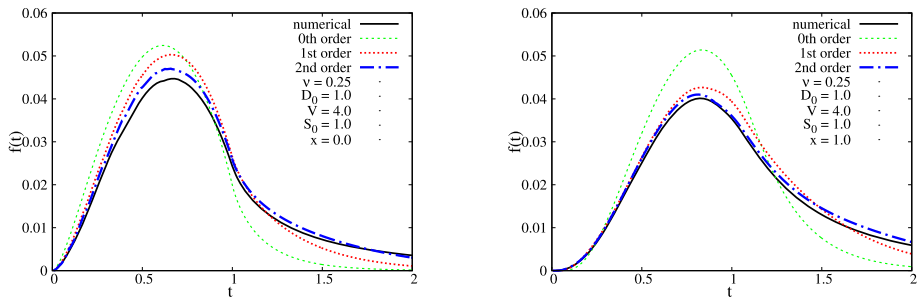 0.06
0.05
0.04
0.03
0.02
0.01
0
f(t)
0
0.5
1
1.5
2
t
numerical
0th order
1st order
2nd order
ν = 0.25
D₀ = 1.0
V = 4.0
S₀ = 1.0
x = 0.0
0.06
0.05
0.04
0.03
0.02
0.01
0
f(t)
0
0.5
1
1.5
2
t
numerical
0th order
1st order
2nd order
ν = 0.25
D₀ = 1.0
V = 4.0
S₀ = 1.0
x = 1.0